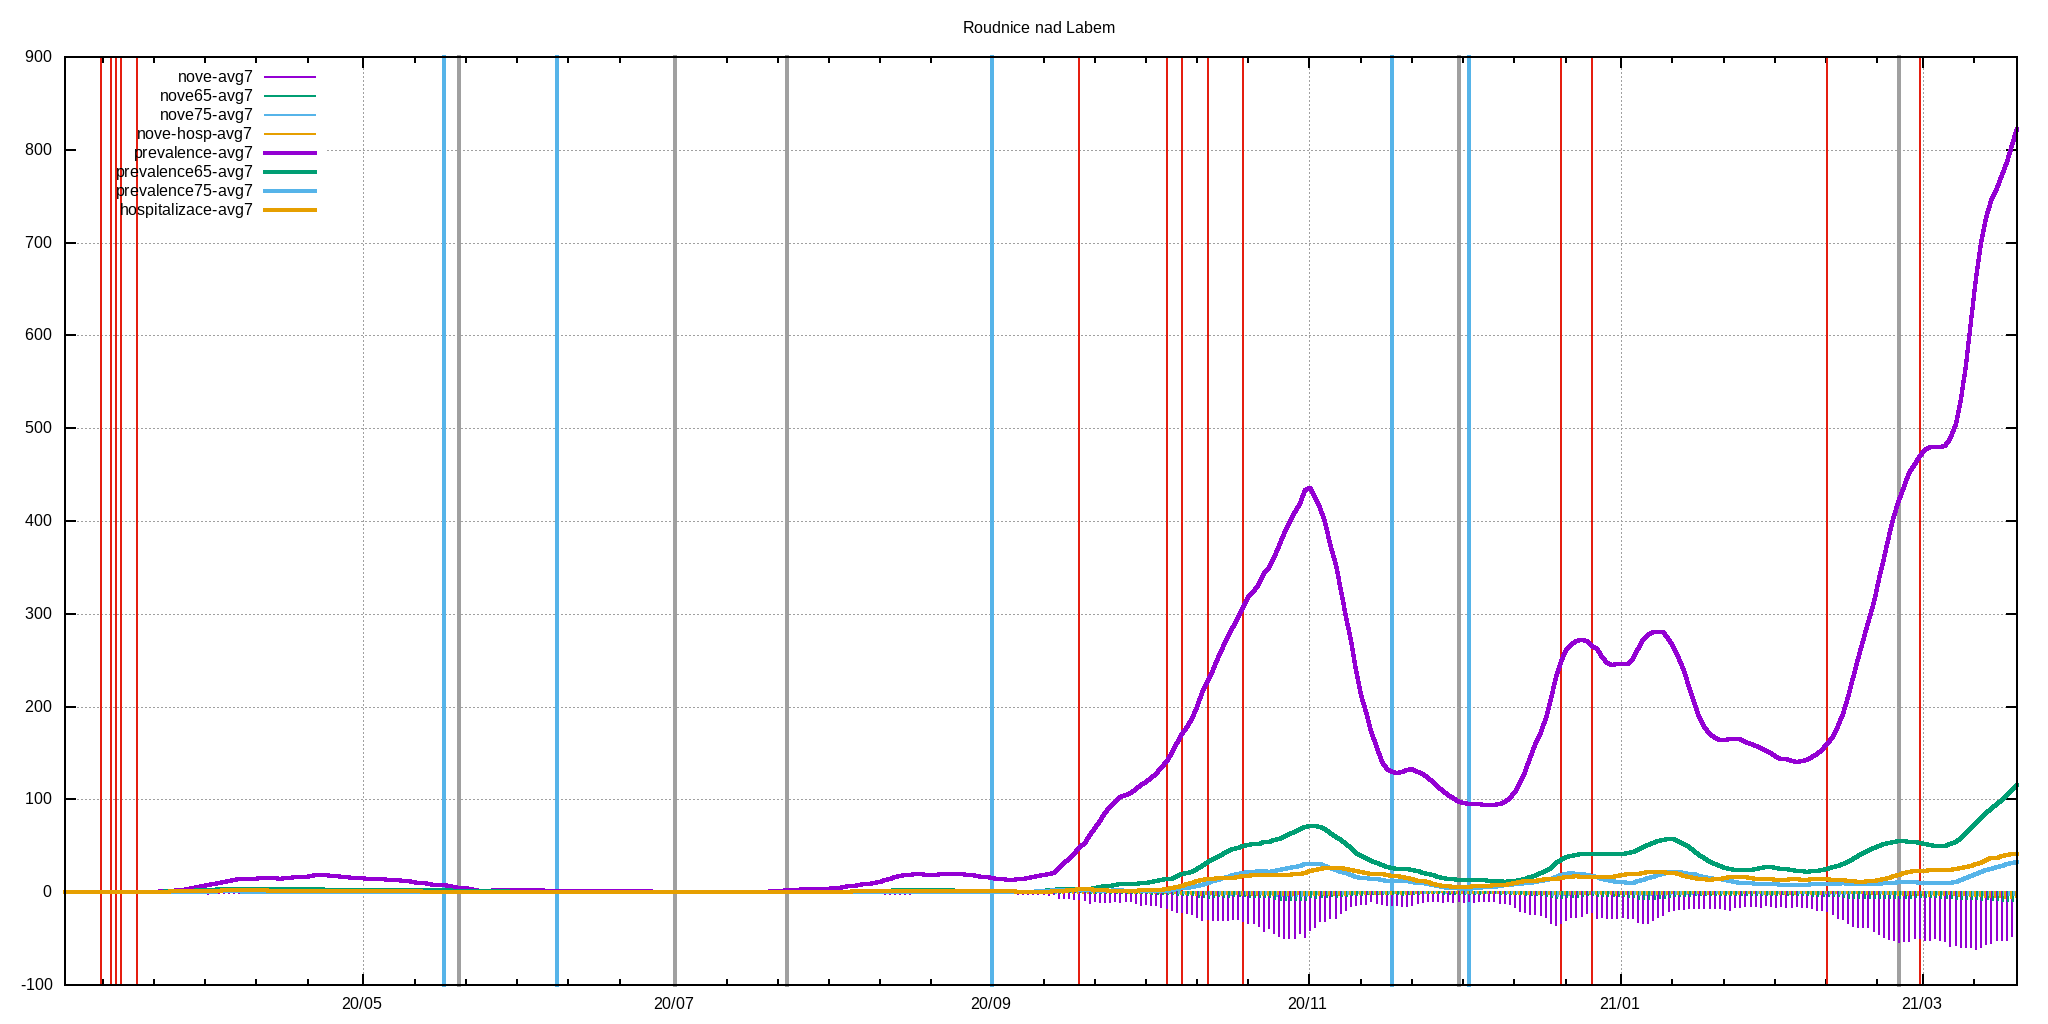 Roudnice nad Labem
900
800
700
600
500
400
300
200
100
0
-100
nove-avg7
nove65-avg7
nove75-avg7
nove-hosp-avg7
prevalence-avg7
prevalence65-avg7
prevalence75-avg7
hospitalizace-avg7
20/05 20/07 20/09 20/11 21/01 21/03